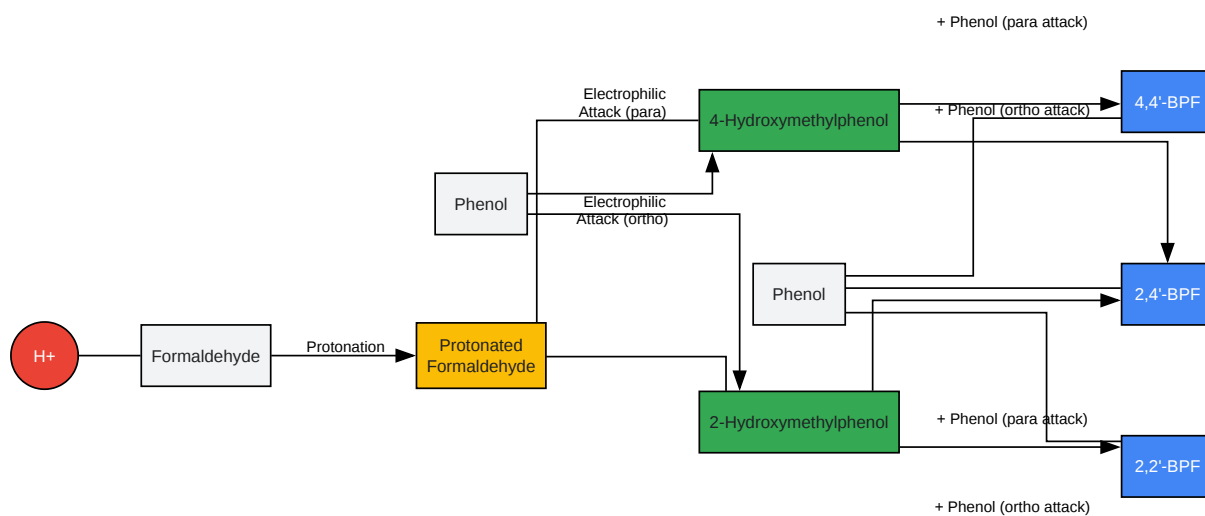 + Phenol (para attack)
Electrophilic
Attack (para)
4-Hydroxymethylphenol
+ Phenol (ortho attack)
4,4'-BPF
Phenol
Electrophilic
Attack (ortho)
Phenol
2,4'-BPF
H+
Formaldehyde
Protonation
Protonated
Formaldehyde
2-Hydroxymethylphenol
+ Phenol (para attack)
2,2'-BPF
+ Phenol (ortho attack)